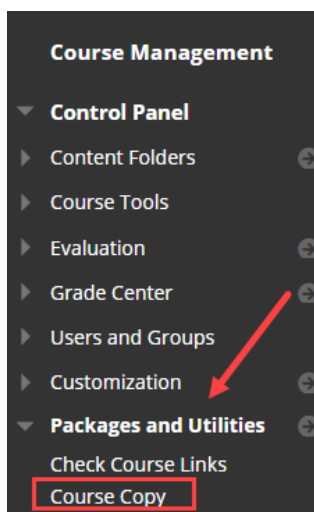 Course Management
Control Panel
Content Folders
Course Tools
Evaluation
Grade Center
Users and Groups
Customization
Packages and Utilities
Check Course Links
Course Copy